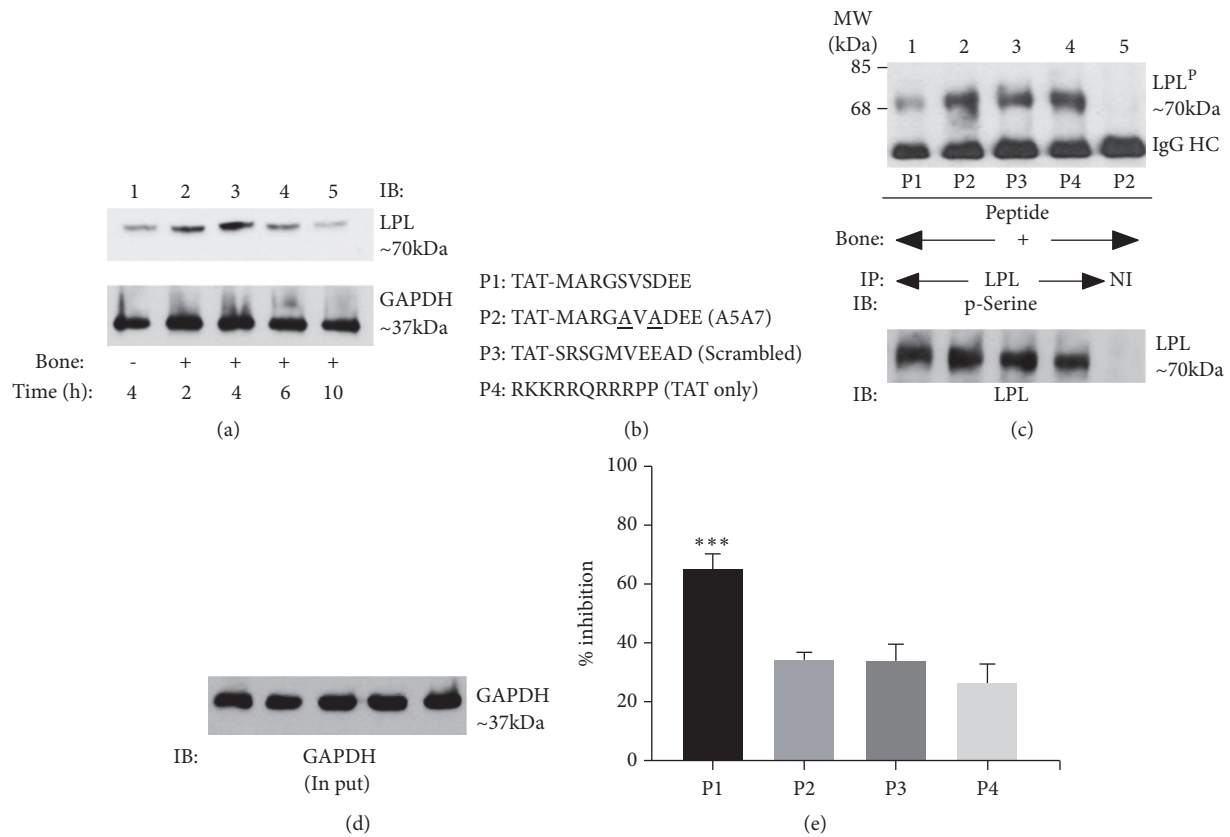 1 2 3 4 5 IB:
LPL
~70kDa
GAPDH
~37kDa
Bone: - + + + +
Time (h): 4 2 4 6 10
(a)
P1: TAT-MARGSVSDEE
P2: TAT-MARGAVADEE (A5A7)
P3: TAT-SRSGMVEEAD (Scrambled)
P4: RKKRRQRRRPP (TAT only)
(b)
MW
(kDa) 1 2 3 4 5
85
68
LPLᴾ
~70kDa
IgG HC
P1 P2 P3 P4 P2
Peptide
Bone: +
IP: LPL NI
IB: p-Serine
LPL
~70kDa
IB: LPL
(c)
GAPDH
~37kDa
IB: GAPDH
(In put)
(d)
100
80
60
40
20
0
% inhibition
***
P1 P2 P3 P4
(e)